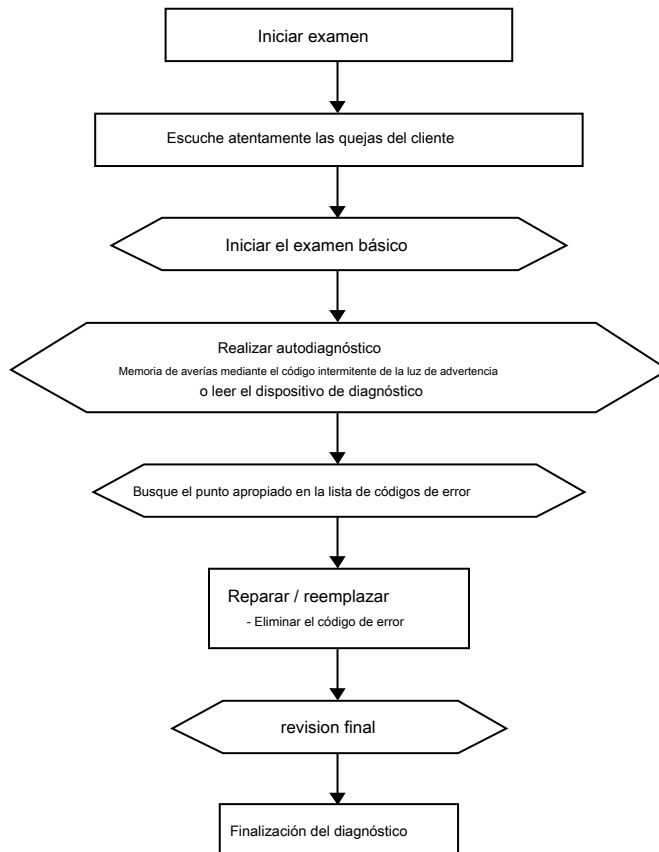 Iniciar examen
Escuche atentamente las quejas del cliente
Iniciar el examen básico
Realizar autodiagnóstico
Memoria de averías mediante el código intermitente de la luz de advertencia
o leer el dispositivo de diagnóstico
Busque el punto apropiado en la lista de códigos de error
Reparar / reemplazar
- Eliminar el código de error
revision final
Finalización del diagnóstico